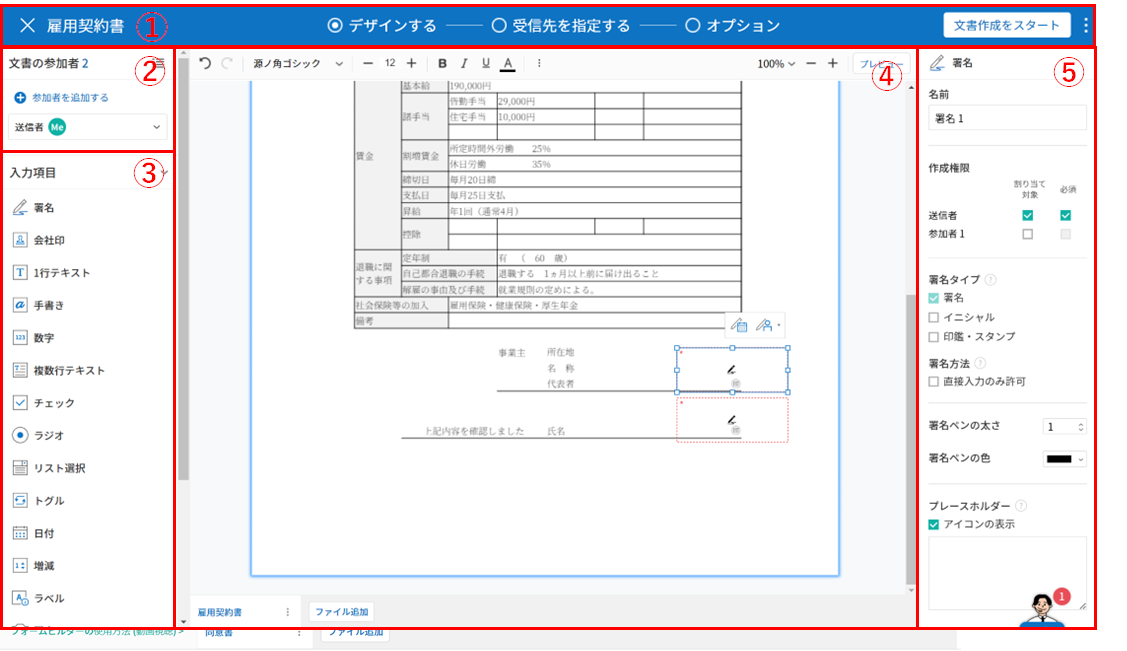 雇用契約書 ①
デザインする 受信先を指定する オプション
文書作成をスタート
文書の参加者 2 ②
参加者を追加する
送信者 Me
入力項目 ③
署名
会社印
1行テキスト
手書き
数字
複数行テキスト
チェック
ラジオ
リスト選択
トグル
日付
増減
ラベル
フォームビルダーの使用方法 (動画視聴) >
源ノ角ゴシック 12 B I U A 100% プレビュー ④
基本給 190,000円
諸手当 皆勤手当 29,000円
住宅手当 10,000円
賃金 割増賃金 所定時間外労働 25%
休日労働 35%
締切日 毎月20日締
支払日 毎月25日支払
昇給 年1回（通常4月）
控除
退職に関する事項 定年制 有 （ 60 歳）
自己都合退職の手続 退職する 1ヵ月以上前に届け出ること
解雇の事由及び手続 就業規則の定めによる。
社会保険等の加入 雇用保険・健康保険・厚生年金
備考
事業主 所在地
名 称
代表者
上記内容を確認しました 氏名
雇用契約書 ファイル追加
同意書 ファイル追加
署名 ⑤
名前
署名 1
作成権限
割り当て対象 必須
送信者
参加者 1
署名タイプ ?
署名
イニシャル
印鑑・スタンプ
署名方法 ?
直接入力のみ許可
署名ペンの太さ 1
署名ペンの色
プレースホルダー ?
アイコンの表示
1